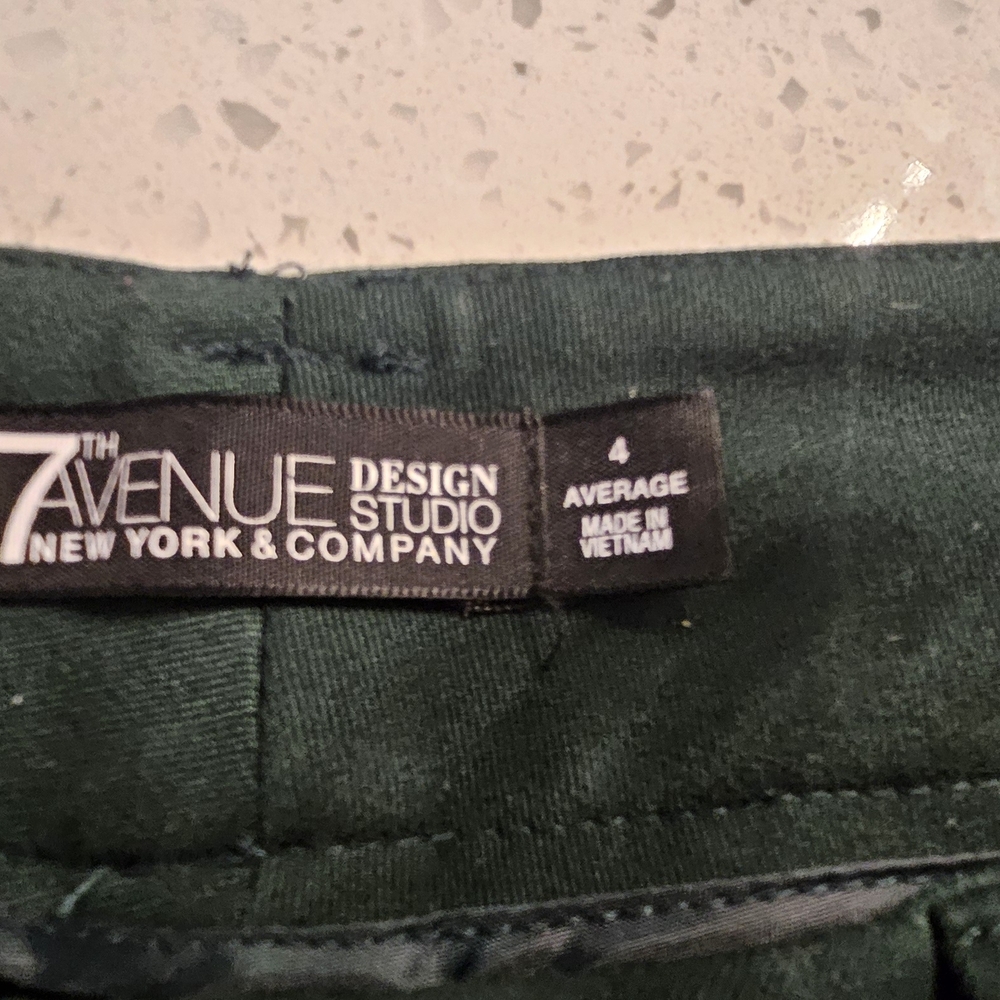 7TH AVENUE DESIGN STUDIO
NEW YORK & COMPANY
4
AVERAGE
MADE IN
VIETNAM